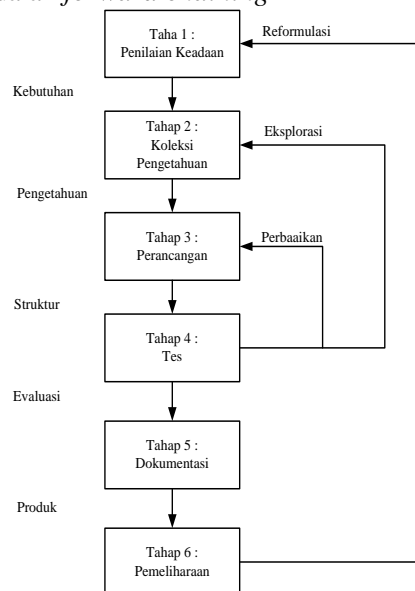 Taha 1 :
Penilaian Keadaan
Reformulasi
Kebutuhan
Tahap 2 :
Koleksi
Pengetahuan
Eksplorasi
Pengetahuan
Tahap 3 :
Perancangan
Perbaaikan
Struktur
Tahap 4 :
Tes
Evaluasi
Tahap 5 :
Dokumentasi
Produk
Tahap 6 :
Pemeliharaan